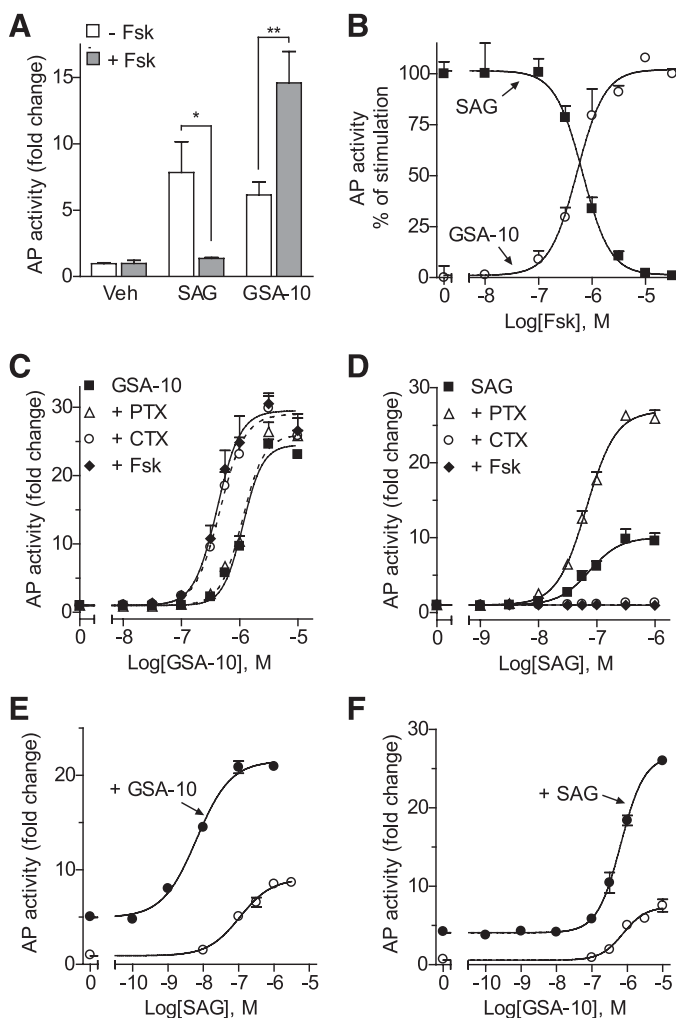 A
- Fsk
+ Fsk
**
*
AP activity (fold change)
15
10
5
0
Veh SAG GSA-10
B
AP activity
% of stimulation
100
75
50
25
0
SAG
GSA-10
0 -8 -7 -6 -5
Log[Fsk], M
C
GSA-10
+ PTX
+ CTX
+ Fsk
AP activity (fold change)
30
20
10
0
0 -8 -7 -6 -5
Log[GSA-10], M
D
SAG
+ PTX
+ CTX
+ Fsk
AP activity (fold change)
30
20
10
0
0 -9 -8 -7 -6
Log[SAG], M
E
+ GSA-10
AP activity (fold change)
20
10
0
0 -10 -9 -8 -7 -6 -5
Log[SAG], M
F
+ SAG
AP activity (fold change)
30
20
10
0
0 -10 -9 -8 -7 -6 -5
Log[GSA-10], M